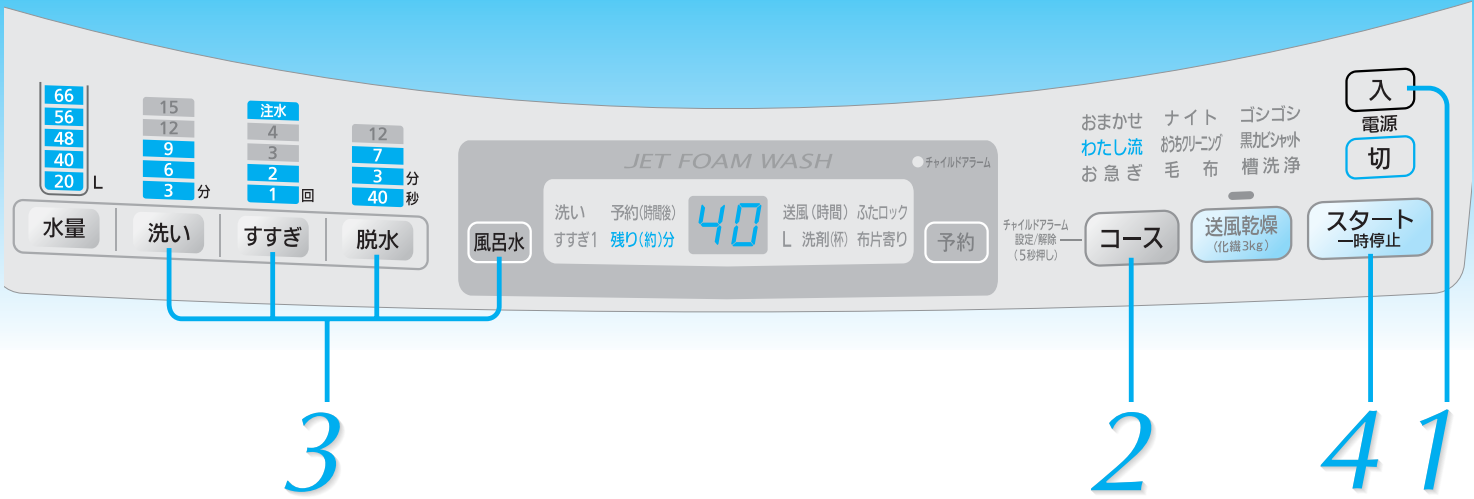 66
56
48
40
20
L
水量
15
12
9
6
3
分
洗い
注水
4
3
2
1
回
すすぎ
12
7
3
分
40
秒
脱水
風呂水
JET FOAM WASH
チャイルドアラーム
洗い 予約(時間後)
すすぎ1 残り(約)分
40
送風(時間) ふたロック
L 洗剤(杯) 布片寄り
予約
チャイルドアラーム
設定/解除
(5秒押し)
おまかせ ナイト ゴシゴシ
わたし流 おうちクリーニング 黒カビシャット
お急ぎ 毛布 槽洗浄
コース
送風乾燥
(化繊3kg)
入
電源
切
スタート
一時停止
3
2
4
1